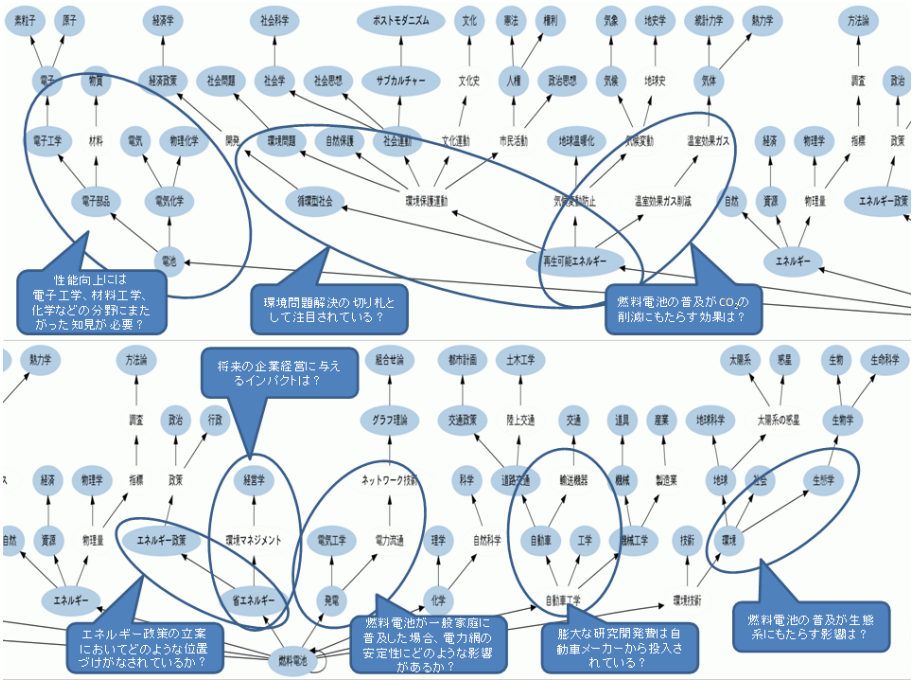 素粒子 原子 経済学 社会科学 ポストモダニズム 文化 憲法 権利 気象 地史学 統計力学 熱力学 方法論
電子 物質 経済政策 社会問題 社会学 社会思想 サブカルチャー 文化史 人権 政治思想 気候 地球史 気体 調査 政治
電子工学 材料 電気 物理化学 開発 環境問題 自然保護 社会運動 文化運動 市民活動 地球温暖化 気候変動 温室効果ガス 経済 物理学 指標 政策
電子部品 電気化学 循環型社会 環境保護運動 気候変動防止 温室効果ガス削減 自然 資源 物理量 エネルギー政策
電池 再生可能エネルギー エネルギー
性能向上には
電子工学、材料工学、
化学などの分野にまた
がった知見が必要？
環境問題解決の切り札と
して注目されている？
燃料電池の普及がCO₂の
削減にもたらす効果は？
将来の企業経営に与え
るインパクトは？
熱力学 方法論 組合せ論 都市計画 土木工学 太陽系 惑星 生物 生命科学
調査 政治 行政 グラフ理論 交通政策 陸上交通 交通 道具 産業 地球科学 太陽系の惑星 生物学
経済 物理学 指標 政策 経営学 ネットワーク技術 科学 道路交通 輸送機器 機械 製造業 地球 社会 生態学
自然 資源 物理量 エネルギー政策 環境マネジメント 電気工学 電力流通 理学 自然科学 自動車 工学 機械工学 技術 環境
エネルギー 省エネルギー 発電 化学 自動車工学 環境技術
燃料電池
エネルギー政策の立案
においてどのような位置
づけがなされているか？
燃料電池が一般家庭に
普及した場合、電力網の
安定性にどのような影響
があるか？
膨大な研究開発費は自
動車メーカーから投入さ
れている？
燃料電池の普及が生態
系にもたらす影響は？